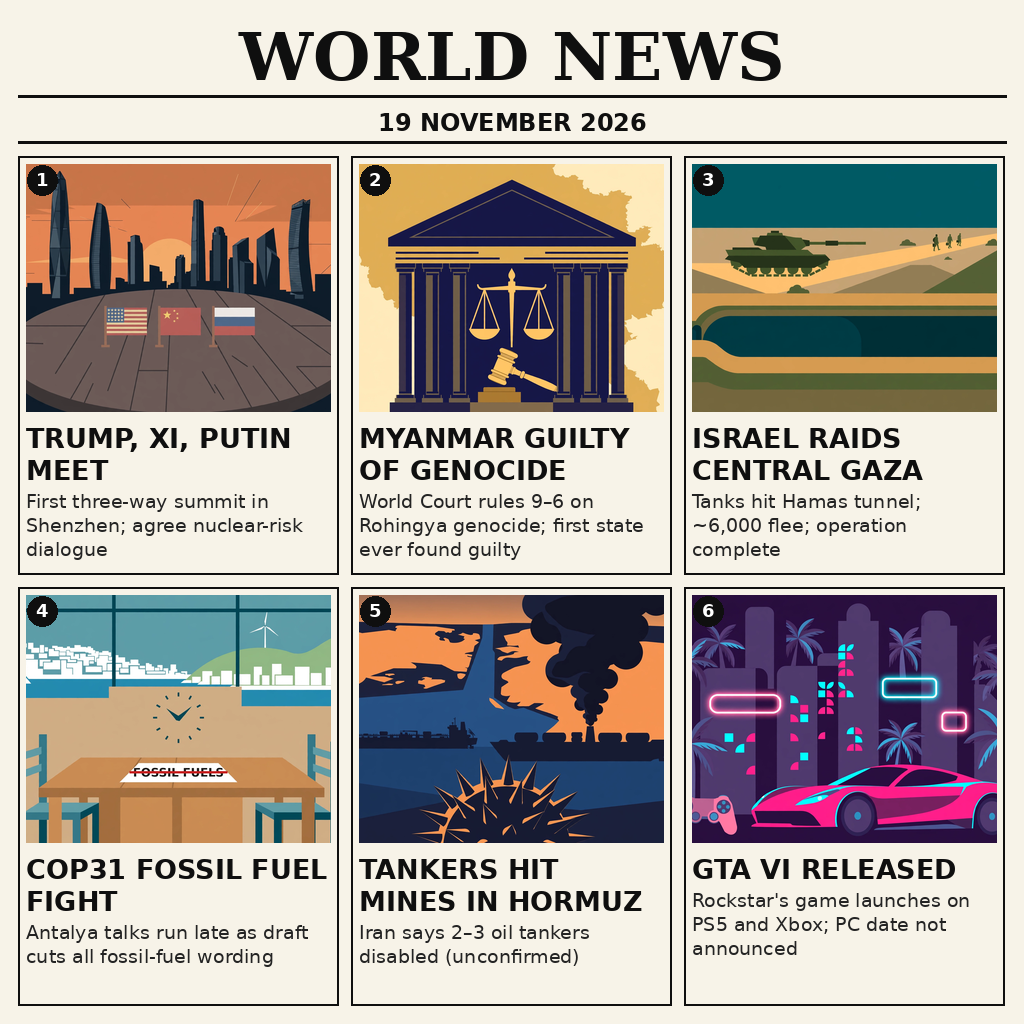 WORLD NEWS
19 NOVEMBER 2026
1
TRUMP, XI, PUTIN
MEET
First three-way summit in
Shenzhen; agree nuclear-risk
dialogue
2
MYANMAR GUILTY
OF GENOCIDE
World Court rules 9–6 on
Rohingya genocide; first state
ever found guilty
3
ISRAEL RAIDS
CENTRAL GAZA
Tanks hit Hamas tunnel;
~6,000 flee; operation
complete
4
FOSSIL FUELS
COP31 FOSSIL FUEL
FIGHT
Antalya talks run late as draft
cuts all fossil-fuel wording
5
TANKERS HIT
MINES IN HORMUZ
Iran says 2–3 oil tankers
disabled (unconfirmed)
6
GTA VI RELEASED
Rockstar's game launches on
PS5 and Xbox; PC date not
announced